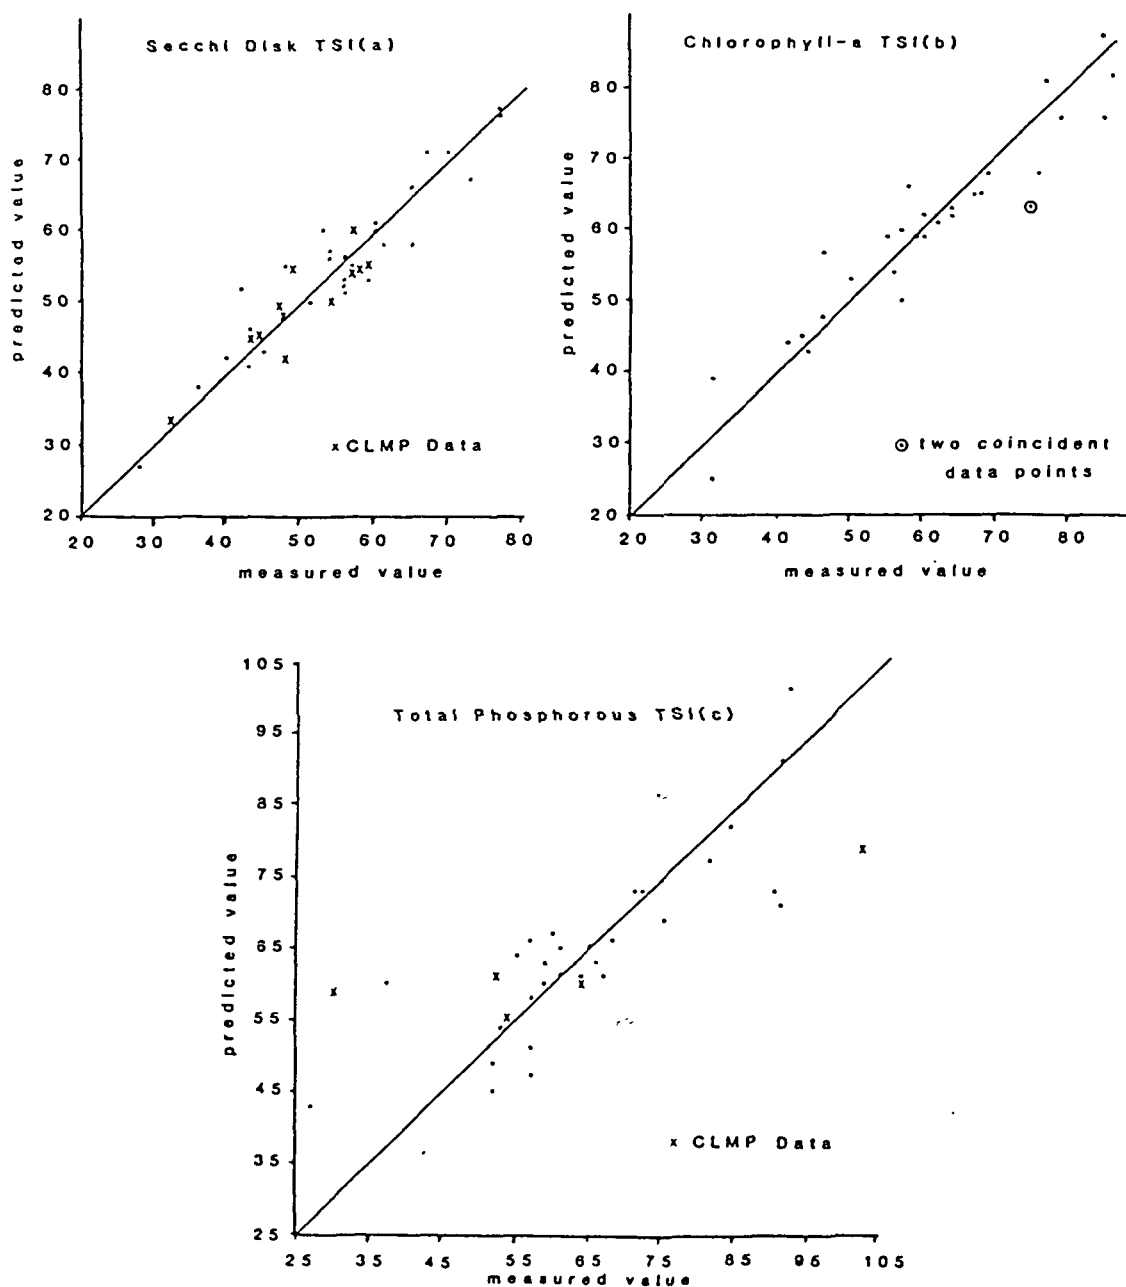 Secchi Disk TSI(a)
80
70
60
50
40
30
20
predicted value
20 30 40 50 60 70 80
measured value
x CLMP Data
Chlorophyll-a TSI(b)
80
70
60
50
40
30
20
predicted value
20 30 40 50 60 70 80
measured value
⊙ two coincident
data points
Total Phosphorous TSI(c)
105
95
85
75
65
55
45
35
25
predicted value
25 35 45 55 65 75 85 95 105
measured value
x CLMP Data